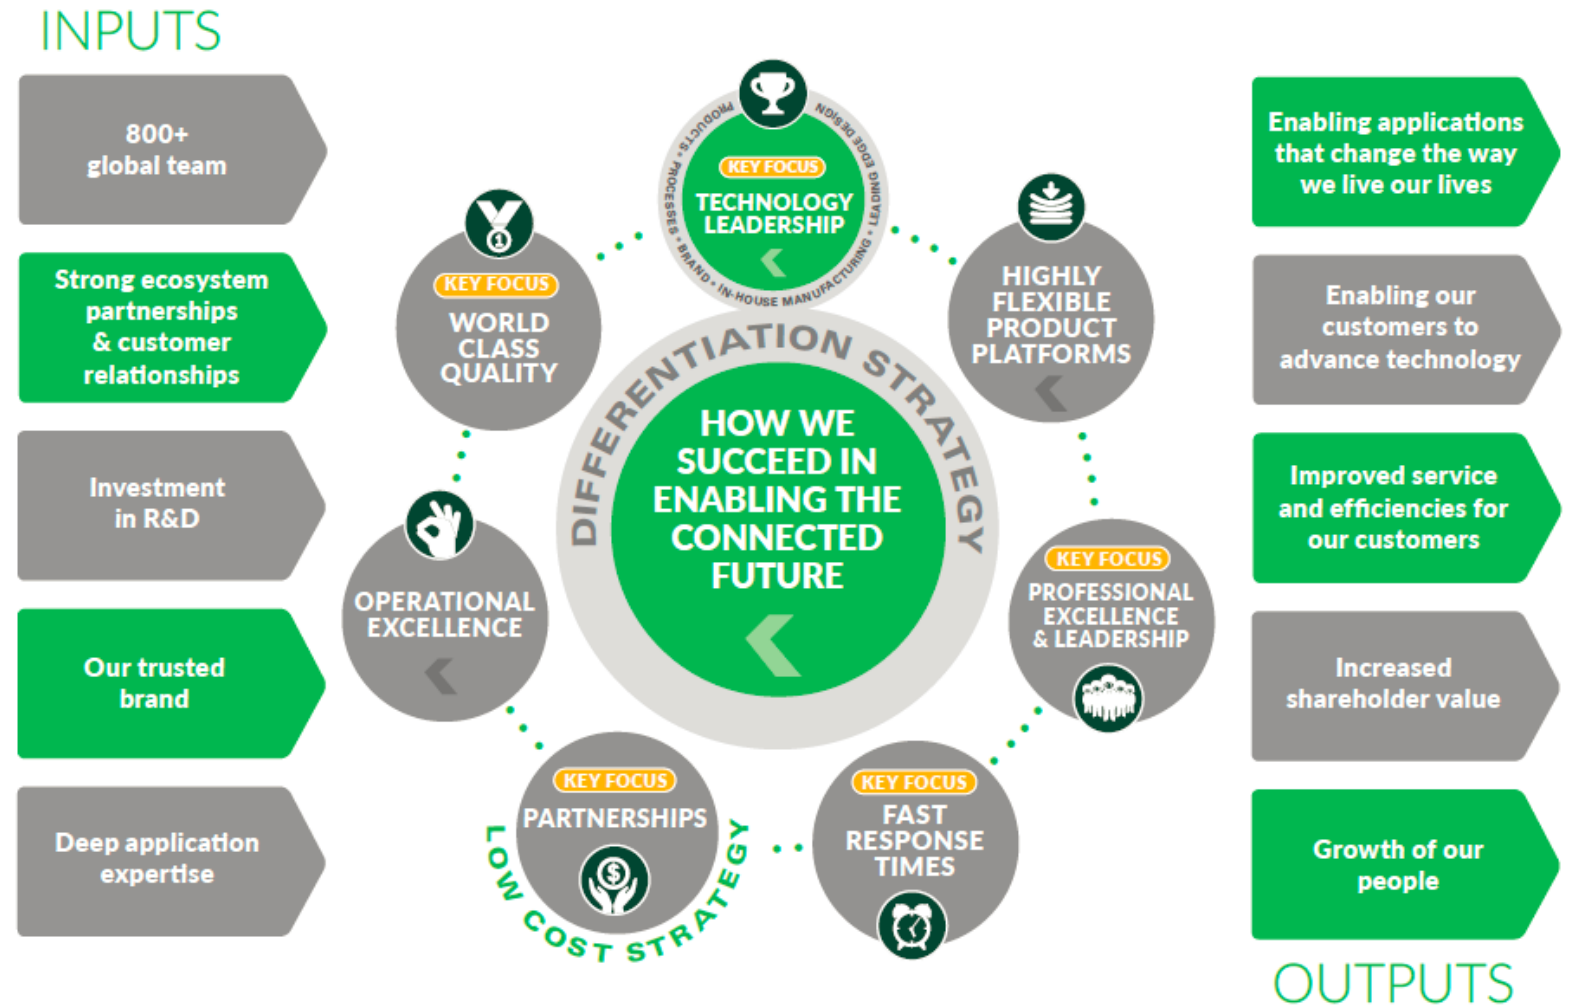 INPUTS
800+
global team
Strong ecosystem
partnerships
& customer
relationships
Investment
in R&D
Our trusted
brand
Deep application
expertise
PRODUCTS • PROCESSES • BRAND • IN-HOUSE MANUFACTURING • LEADING EDGE DESIGN
KEY FOCUS
TECHNOLOGY
LEADERSHIP
HIGHLY
FLEXIBLE
PRODUCT
PLATFORMS
KEY FOCUS
PROFESSIONAL
EXCELLENCE
& LEADERSHIP
KEY FOCUS
FAST
RESPONSE
TIMES
KEY FOCUS
PARTNERSHIPS
$
LOW COST STRATEGY
OPERATIONAL
EXCELLENCE
1
KEY FOCUS
WORLD
CLASS
QUALITY
DIFFERENTIATION STRATEGY
HOW WE
SUCCEED IN
ENABLING THE
CONNECTED
FUTURE
Enabling applications
that change the way
we live our lives
Enabling our
customers to
advance technology
Improved service
and efficiencies for
our customers
Increased
shareholder value
Growth of our
people
OUTPUTS